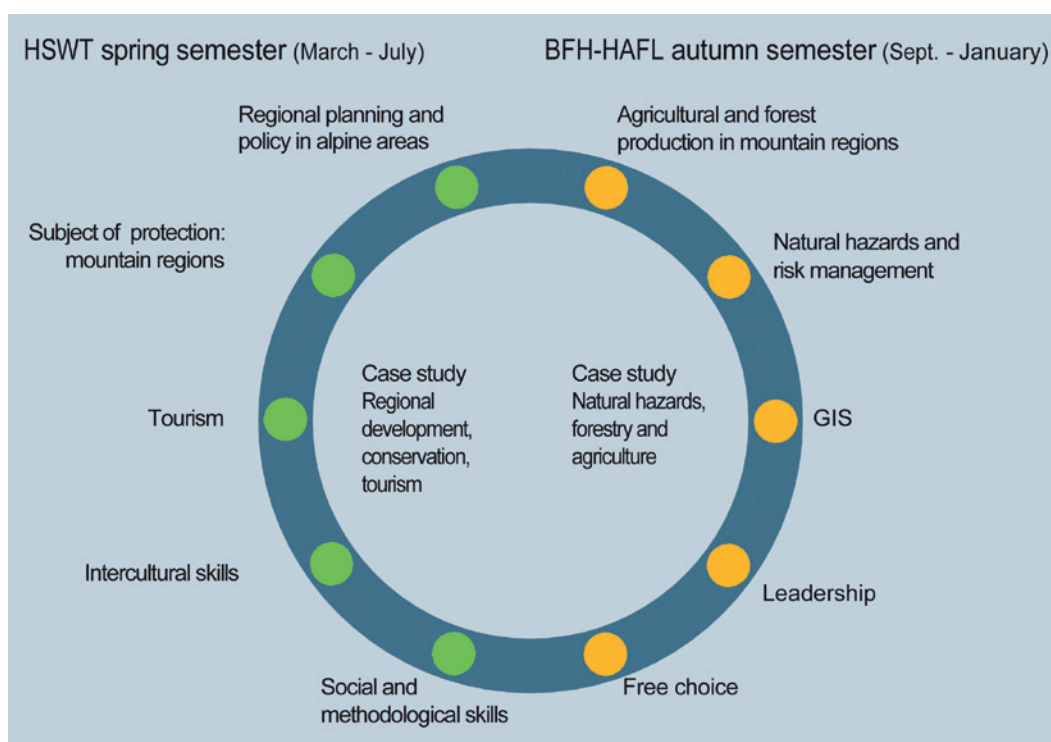 HSWT spring semester (March - July)
BFH-HAFL autumn semester (Sept. - January)
Regional planning and
policy in alpine areas
Agricultural and forest
production in mountain regions
Subject of protection:
mountain regions
Natural hazards and
risk management
Case study
Regional
development,
conservation,
tourism
Case study
Natural hazards,
forestry and
agriculture
Tourism
GIS
Intercultural skills
Leadership
Social and
methodological skills
Free choice